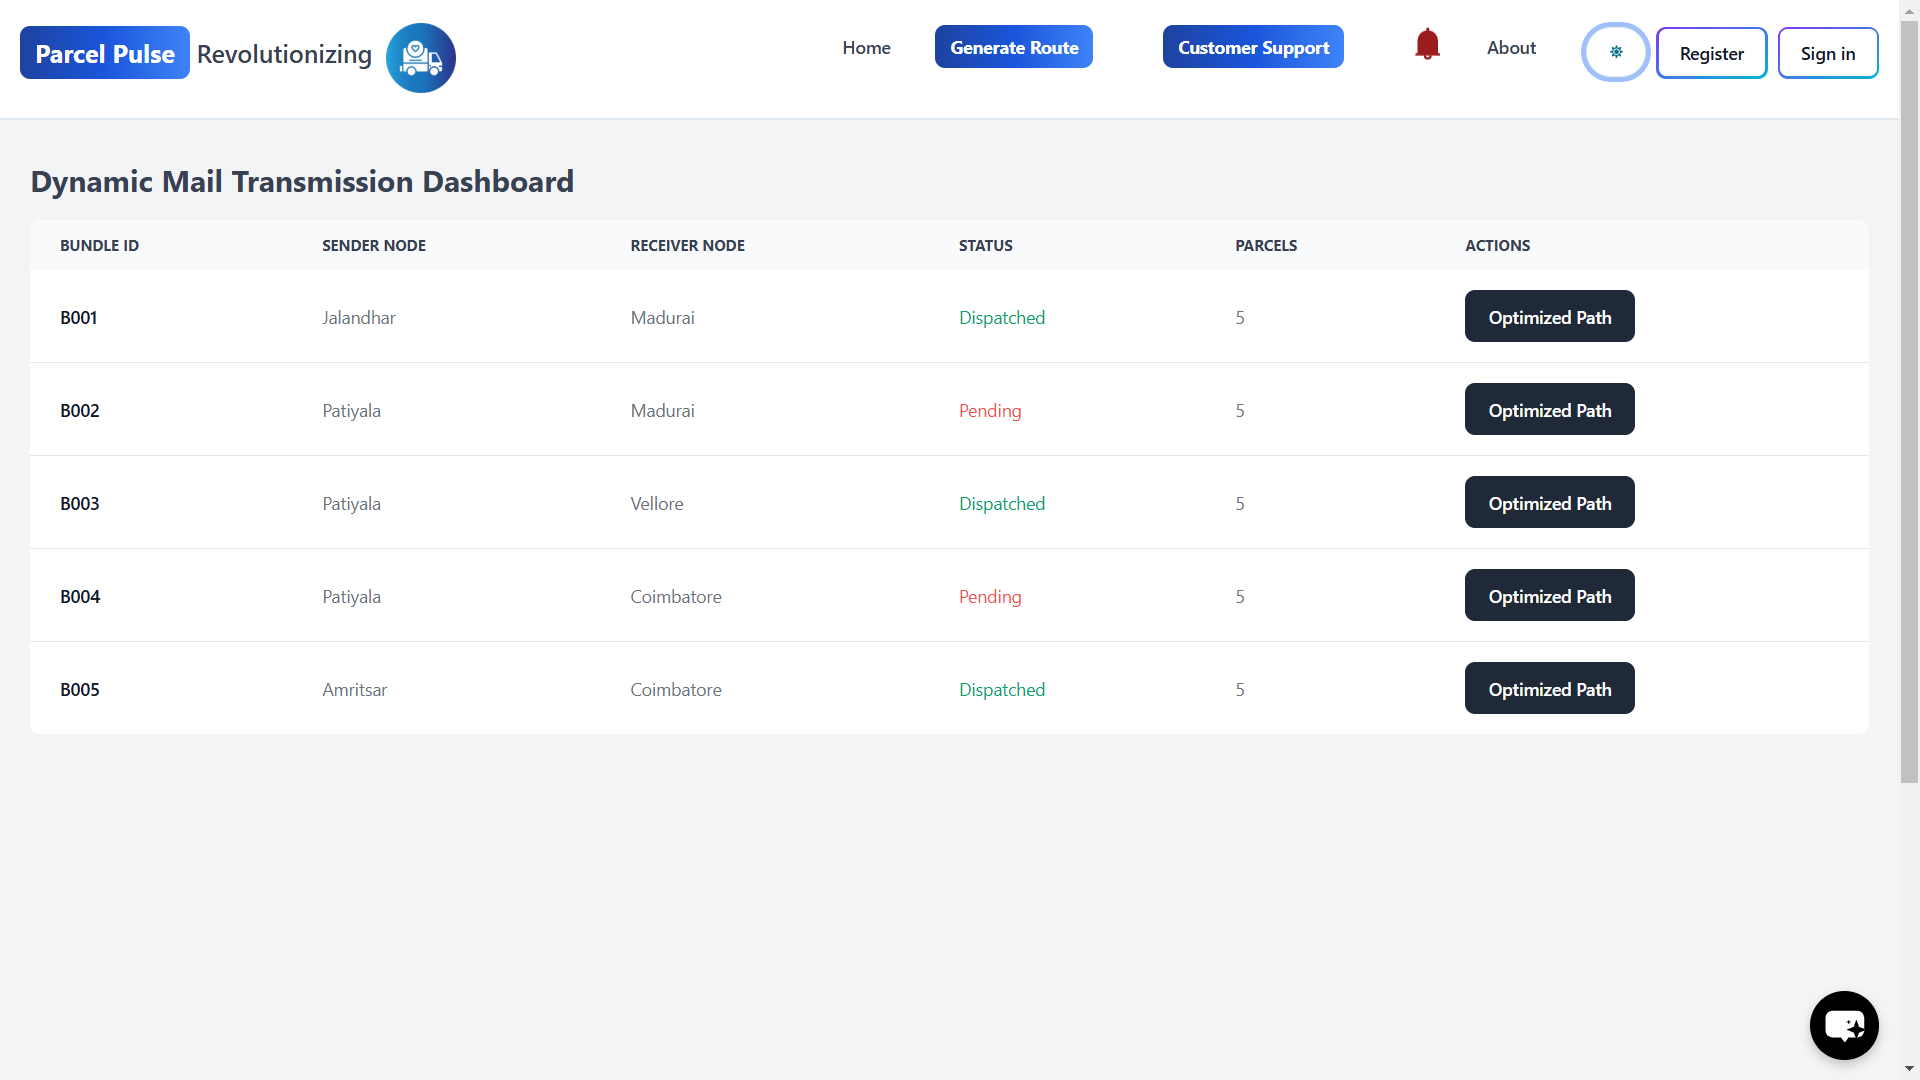 Parcel Pulse Revolutionizing Home Generate Route Customer Support About Register Sign in
Dynamic Mail Transmission Dashboard
BUNDLE ID SENDER NODE RECEIVER NODE STATUS PARCELS ACTIONS
B001 Jalandhar Madurai Dispatched 5 Optimized Path
B002 Patiyala Madurai Pending 5 Optimized Path
B003 Patiyala Vellore Dispatched 5 Optimized Path
B004 Patiyala Coimbatore Pending 5 Optimized Path
B005 Amritsar Coimbatore Dispatched 5 Optimized Path